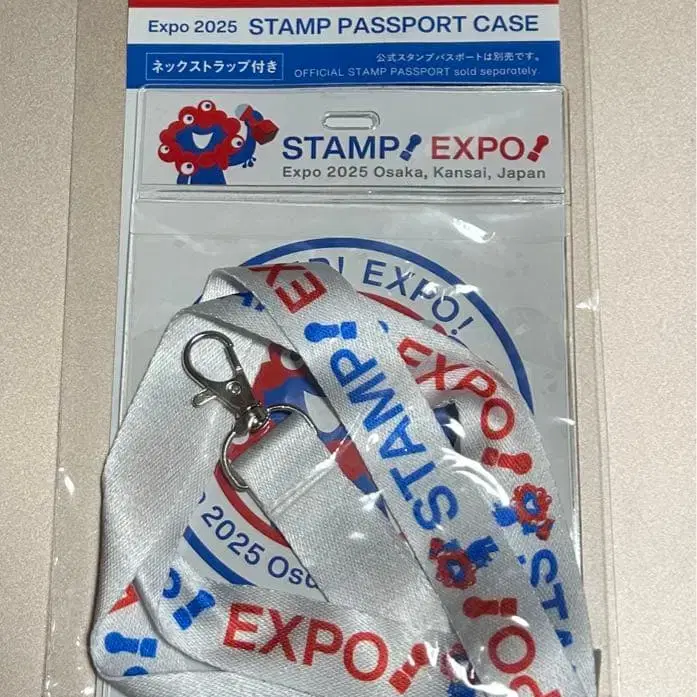 Expo 2025 STAMP PASSPORT CASE
ネックストラップ付き
公式スタンプパスポートは別売です。
OFFICIAL STAMP PASSPORT sold separately.
STAMP! EXPO!
Expo 2025 Osaka, Kansai, Japan
EXPO!
STAMP!
EXPO!
2025
EXPO!